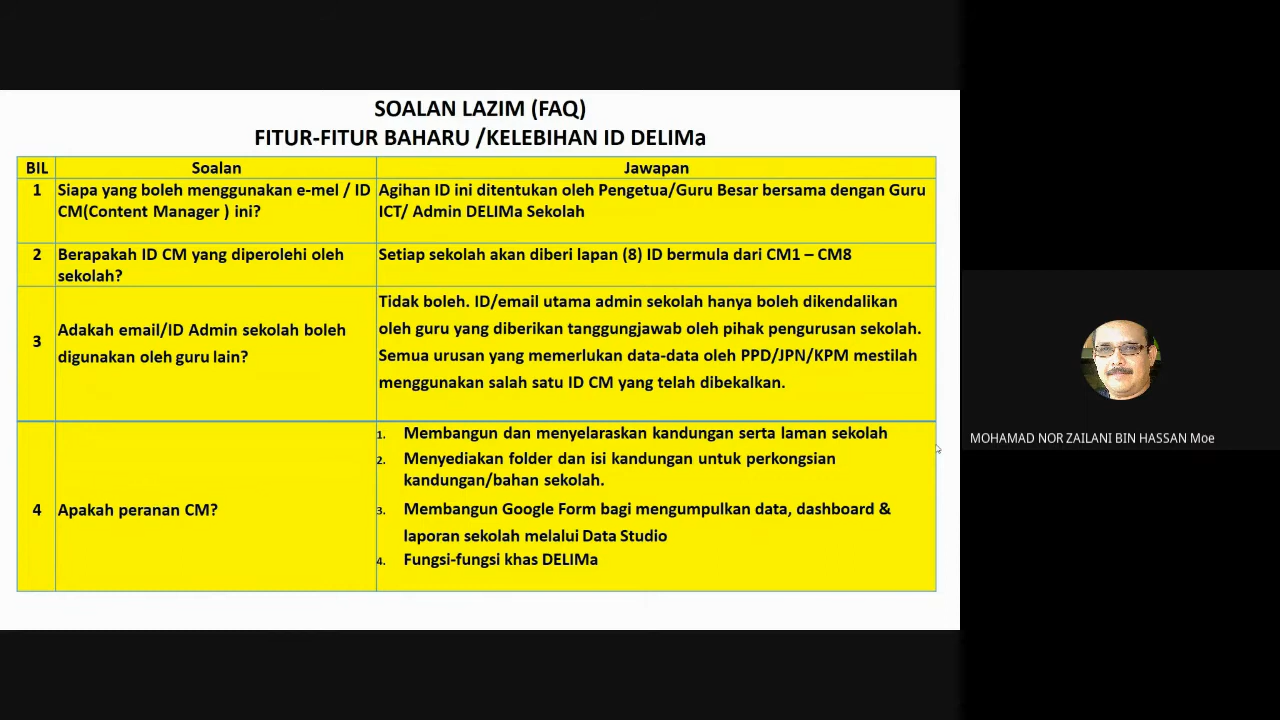 SOALAN LAZIM (FAQ)
FITUR-FITUR BAHARU /KELEBIHAN ID DELIMa
BIL Soalan Jawapan
1 Siapa yang boleh menggunakan e-mel / ID
CM(Content Manager ) ini?
Agihan ID ini ditentukan oleh Pengetua/Guru Besar bersama dengan Guru
ICT/ Admin DELIMa Sekolah
2 Berapakah ID CM yang diperolehi oleh
sekolah?
Setiap sekolah akan diberi lapan (8) ID bermula dari CM1 – CM8
3 Adakah email/ID Admin sekolah boleh
digunakan oleh guru lain?
Tidak boleh. ID/email utama admin sekolah hanya boleh dikendalikan
oleh guru yang diberikan tanggungjawab oleh pihak pengurusan sekolah.
Semua urusan yang memerlukan data-data oleh PPD/JPN/KPM mestilah
menggunakan salah satu ID CM yang telah dibekalkan.
4 Apakah peranan CM?
1. Membangun dan menyelaraskan kandungan serta laman sekolah
2. Menyediakan folder dan isi kandungan untuk perkongsian
kandungan/bahan sekolah.
3. Membangun Google Form bagi mengumpulkan data, dashboard &
laporan sekolah melalui Data Studio
4. Fungsi-fungsi khas DELIMa
MOHAMAD NOR ZAILANI BIN HASSAN Moe